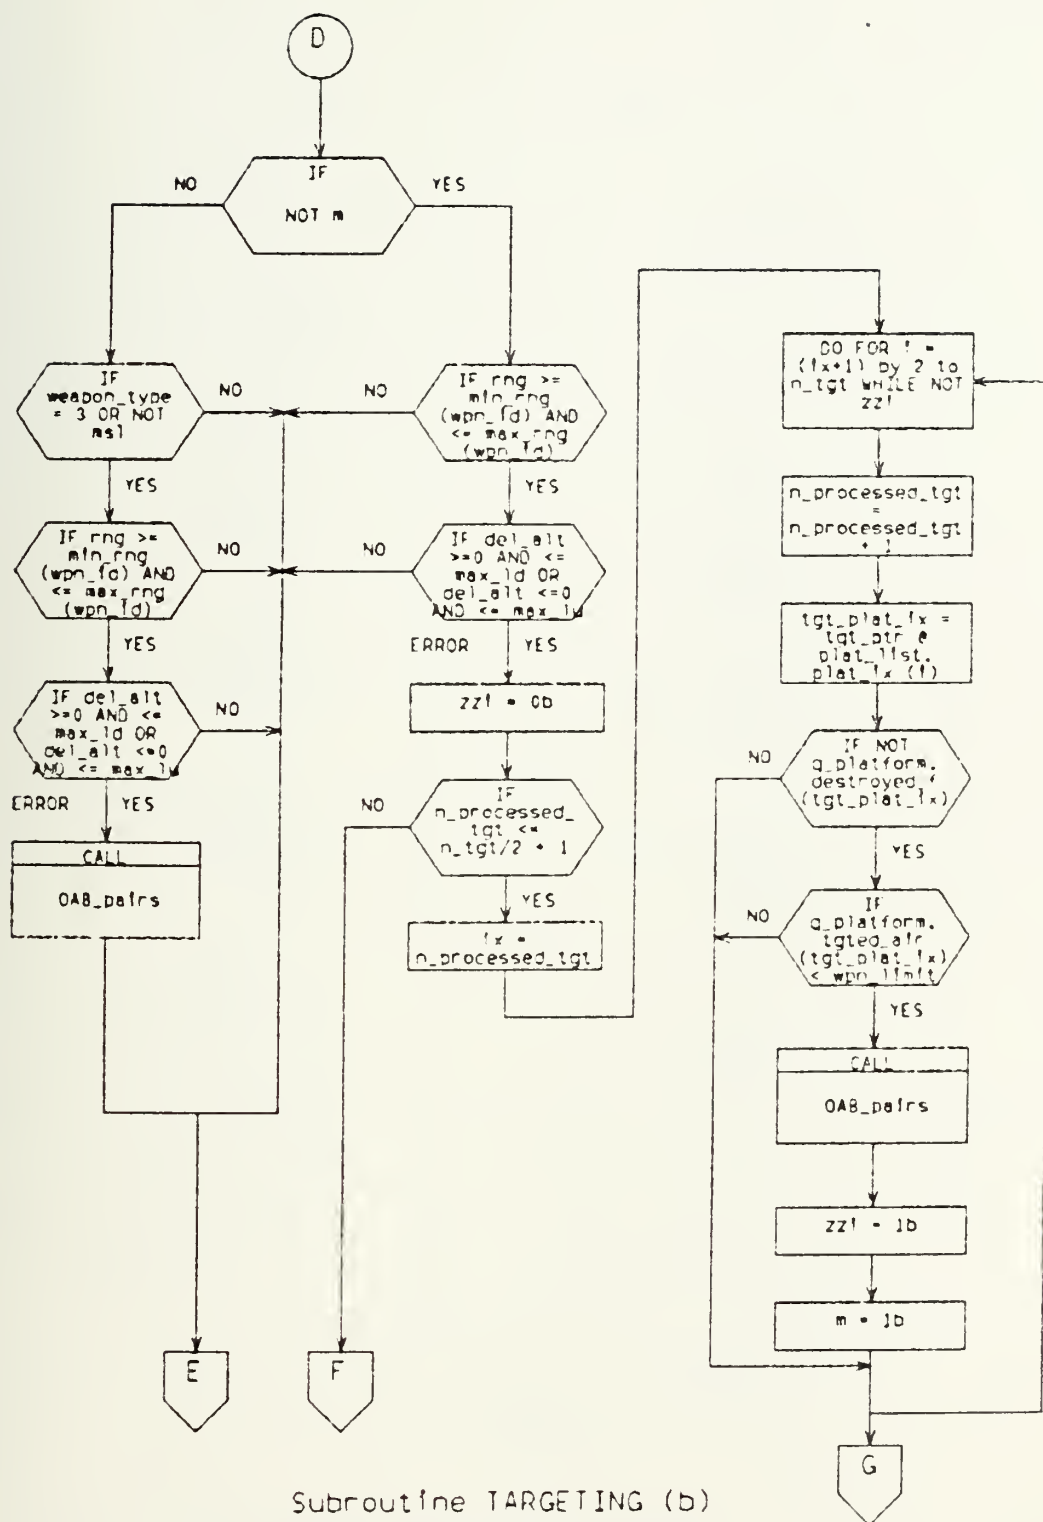 D
IF
NOT m
NO
YES
IF
weapon_type
= 3 OR NOT
msl
NO
YES
IF rng >=
min_rng
(wpn_id) AND
<= max_rng
(wpn_id)
NO
YES
IF del_alt
>=0 AND <=
max_ld OR
del_alt <=0
AND <= max_lu
NO
ERROR
YES
CALL
OAB_pairs
IF rng >=
min_rng
(wpn_id) AND
<= max_rng
(wpn_id)
NO
YES
IF del_alt
>=0 AND <=
max_ld OR
del_alt <=0
AND <= max_lu
NO
ERROR
YES
zzi = 0b
IF
n_processed_
tgt <=
n_tgt/2 + 1
NO
YES
ix =
n_processed_tgt
DO FOR i =
(ix+1) by 2 to
n_tgt WHILE NOT
zzi
n_processed_tgt
=
n_processed_tgt
+ 1
tgt_plat_ix =
tgt_ptr @
plat_list.
plat_ix (i)
IF NOT
g_platform.
destroyed_f
(tgt_plat_ix)
NO
YES
IF
g_platform.
tgted_air
(tgt_plat_ix)
< wpn_limit
NO
YES
CALL
OAB_pairs
zzi = 1b
m = 1b
E
F
G
Subroutine TARGETING (b)